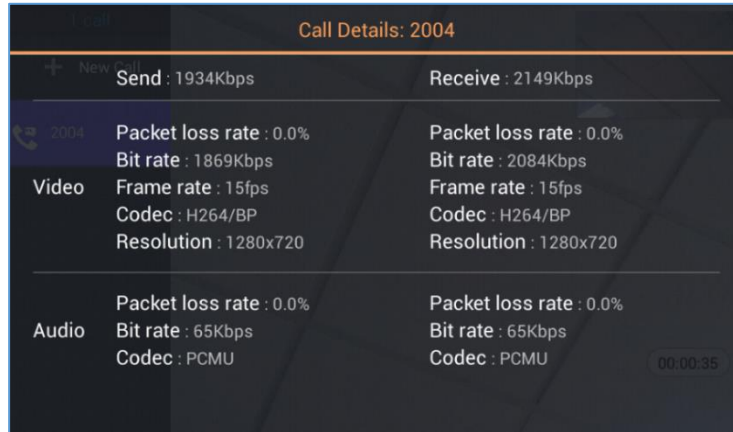 1 call
Call Details: 2004
+ New Call
Send : 1934Kbps Receive : 2149Kbps
2004
Packet loss rate : 0.0% Packet loss rate : 0.0%
Bit rate : 1869Kbps Bit rate : 2084Kbps
Video Frame rate : 15fps Frame rate : 15fps
Codec : H264/BP Codec : H264/BP
Resolution : 1280x720 Resolution : 1280x720
Packet loss rate : 0.0% Packet loss rate : 0.0%
Audio Bit rate : 65Kbps Bit rate : 65Kbps
Codec : PCMU Codec : PCMU
00:00:35